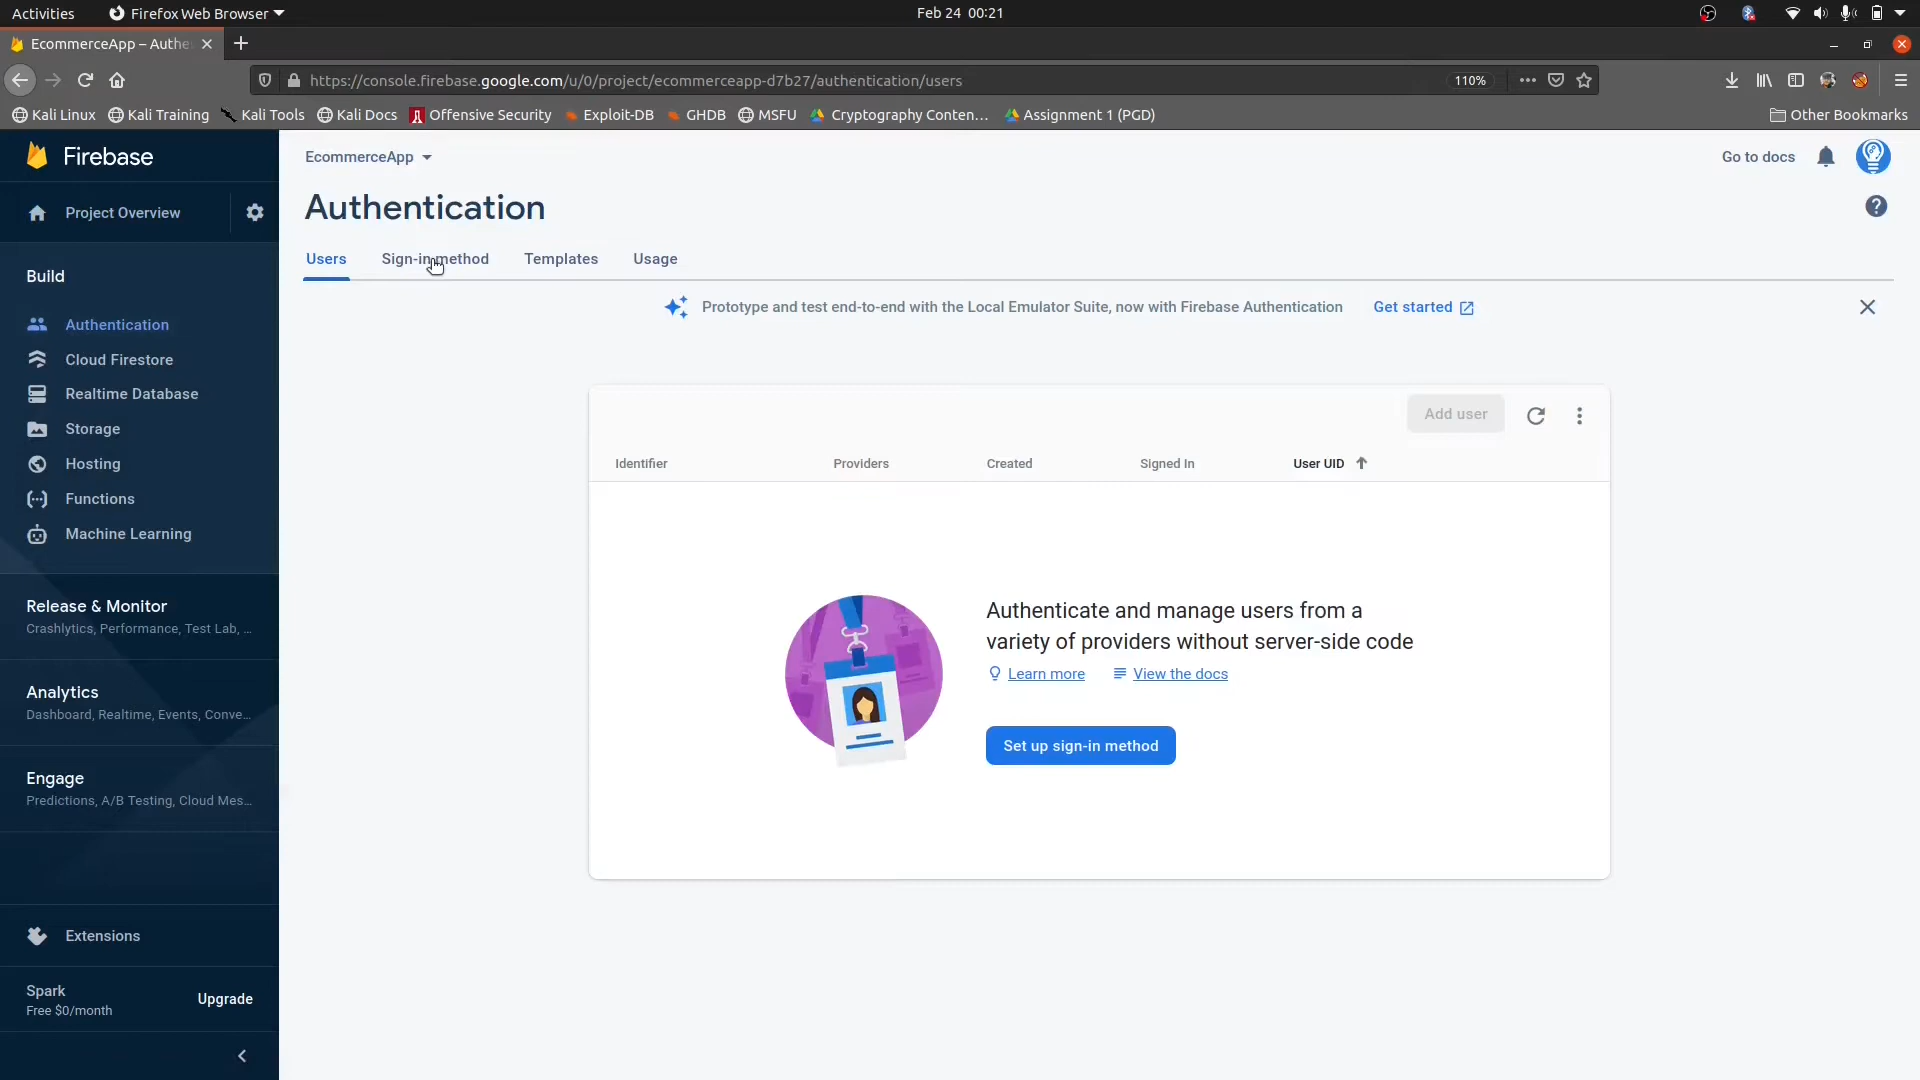 Activities
Firefox Web Browser
Feb 24 00:21
EcommerceApp – Authe
https://console.firebase.google.com/u/0/project/ecommerceapp-d7b27/authentication/users
110%
Kali Linux
Kali Training
Kali Tools
Kali Docs
Offensive Security
Exploit-DB
GHDB
MSFU
Cryptography Conten...
Assignment 1 (PGD)
Other Bookmarks
Firebase
Project Overview
Build
Authentication
Cloud Firestore
Realtime Database
Storage
Hosting
Functions
Machine Learning
Release & Monitor
Crashlytics, Performance, Test Lab, ...
Analytics
Dashboard, Realtime, Events, Conve...
Engage
Predictions, A/B Testing, Cloud Mes...
Extensions
Spark
Free $0/month
Upgrade
EcommerceApp
Go to docs
Authentication
Users
Sign-in method
Templates
Usage
Prototype and test end-to-end with the Local Emulator Suite, now with Firebase Authentication
Get started
Add user
Identifier
Providers
Created
Signed In
User UID
Authenticate and manage users from a
variety of providers without server-side code
Learn more
View the docs
Set up sign-in method